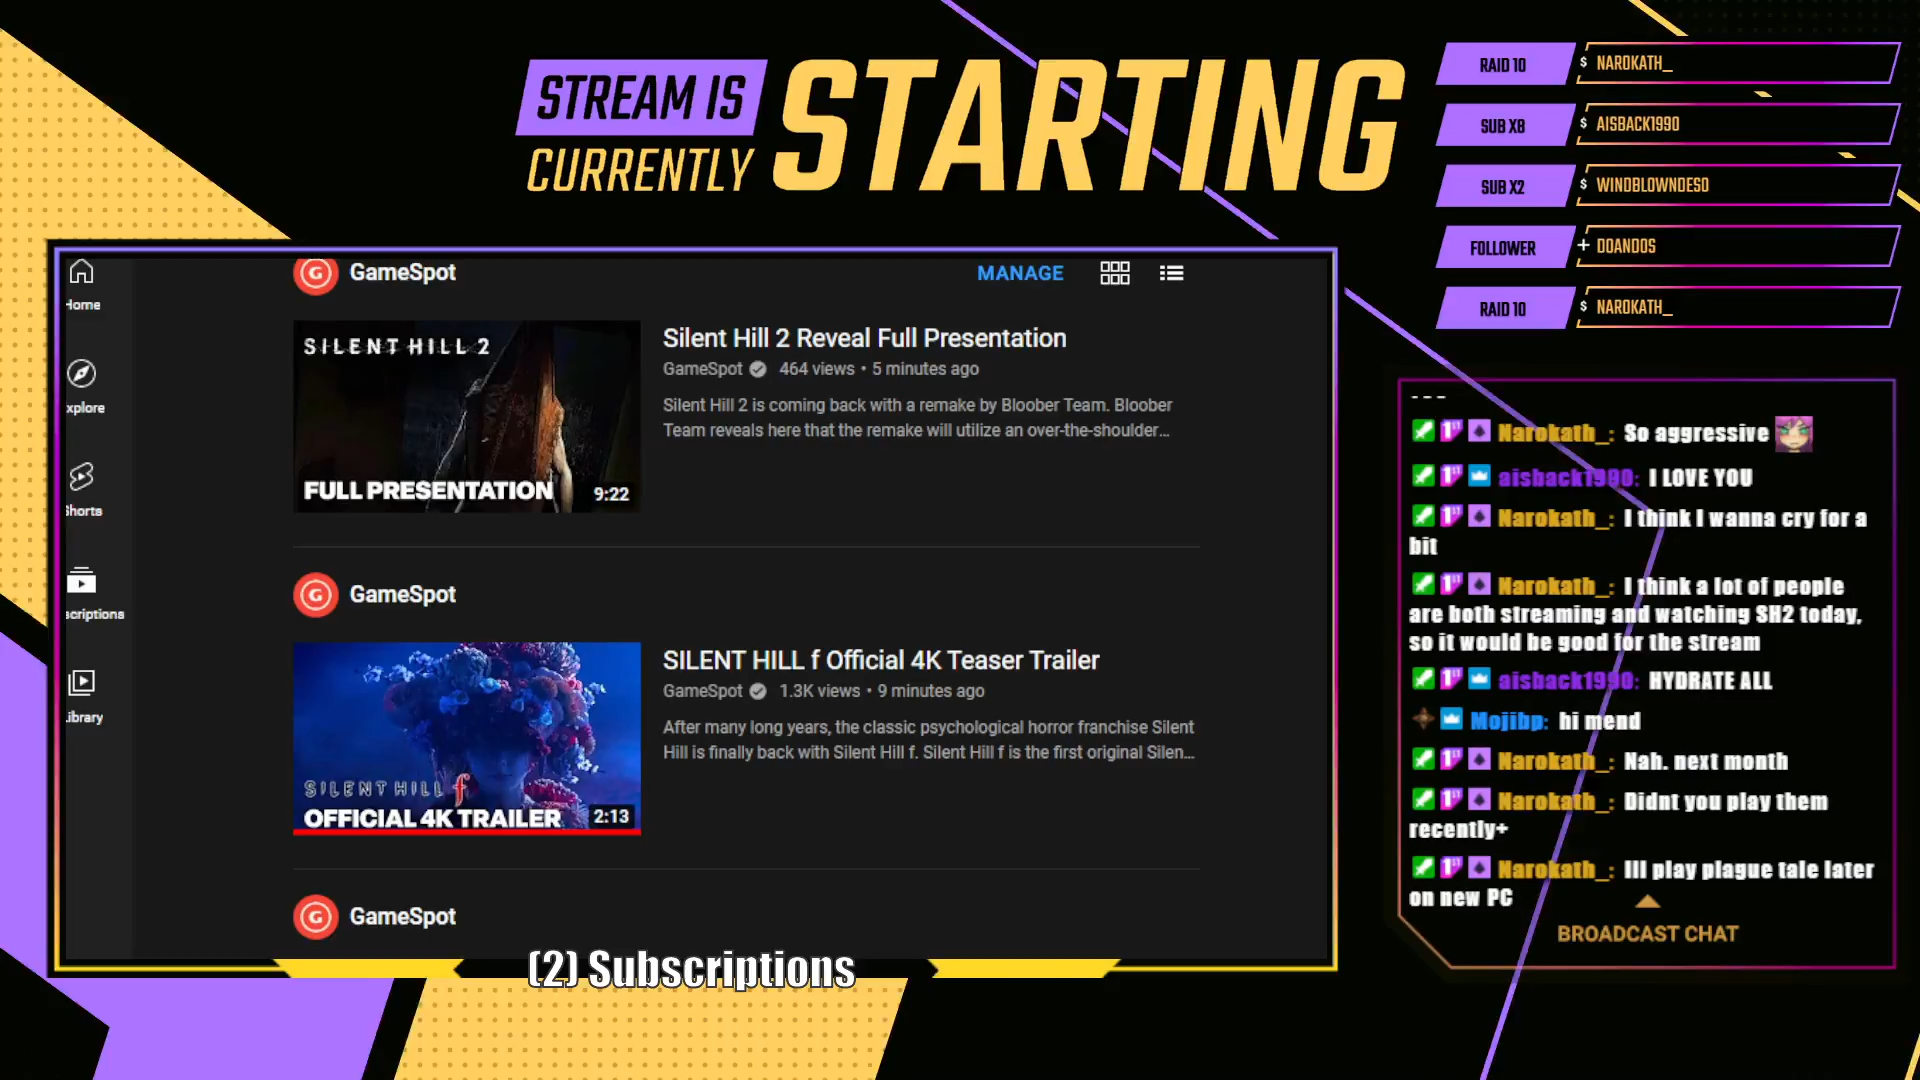 STREAM IS
CURRENTLY
STARTING
RAID 10
$ NAROKATH_
SUB X8
$ AISBACK1990
SUB X2
$ WINDBLOWNDESO
FOLLOWER
+ DOANDOS
RAID 10
$ NAROKATH_
Home
xplore
Shorts
scriptions
ibrary
G GameSpot
MANAGE
SILENT HILL 2
FULL PRESENTATION
9:22
Silent Hill 2 Reveal Full Presentation
GameSpot 464 views • 5 minutes ago
Silent Hill 2 is coming back with a remake by Bloober Team. Bloober
Team reveals here that the remake will utilize an over-the-shoulder...
G GameSpot
SILENT HILL f
OFFICIAL 4K TRAILER
2:13
SILENT HILL f Official 4K Teaser Trailer
GameSpot 1.3K views • 9 minutes ago
After many long years, the classic psychological horror franchise Silent
Hill is finally back with Silent Hill f. Silent Hill f is the first original Silen...
G GameSpot
(2) Subscriptions
Narokath_: So aggressive
aisback1990: I LOVE YOU
Narokath_: I think I wanna cry for a
bit
Narokath_: I think a lot of people
are both streaming and watching SH2 today,
so it would be good for the stream
aisback1990: HYDRATE ALL
Mojibp: hi mend
Narokath_: Nah. next month
Narokath_: Didnt you play them
recently+
Narokath_: Ill play plague tale later
on new PC
BROADCAST CHAT